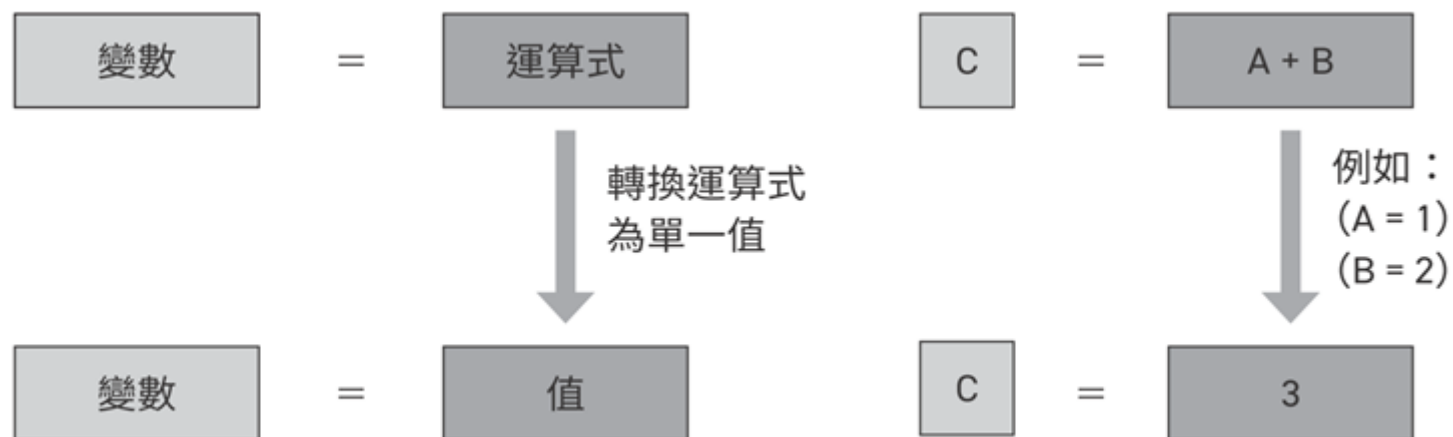 變數 = 運算式
轉換運算式
為單一值
變數 = 值
C = A + B
例如：
(A = 1)
(B = 2)
C = 3